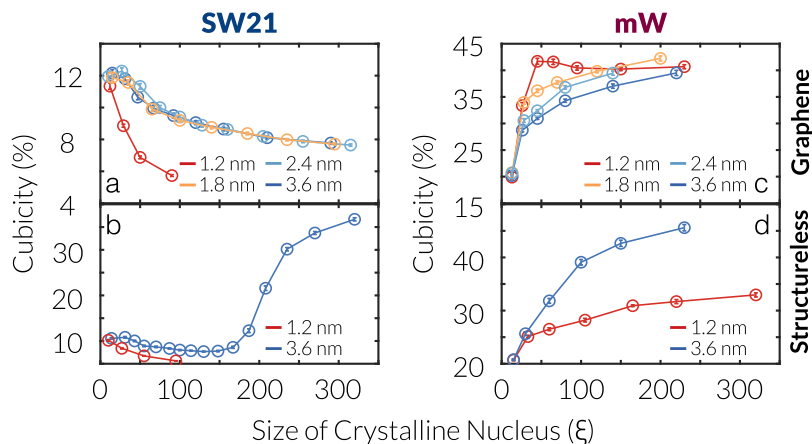 SW21
mW
Cubicity (%)
12
8
4
a
1.2 nm
2.4 nm
1.8 nm
3.6 nm
Cubicity (%)
45
35
25
15
c
1.2 nm
2.4 nm
1.8 nm
3.6 nm
Graphene
Cubicity (%)
30
20
10
b
1.2 nm
3.6 nm
0
100
200
300
Cubicity (%)
40
30
20
d
1.2 nm
3.6 nm
0
100
200
300
Structureless
Size of Crystalline Nucleus (ξ)